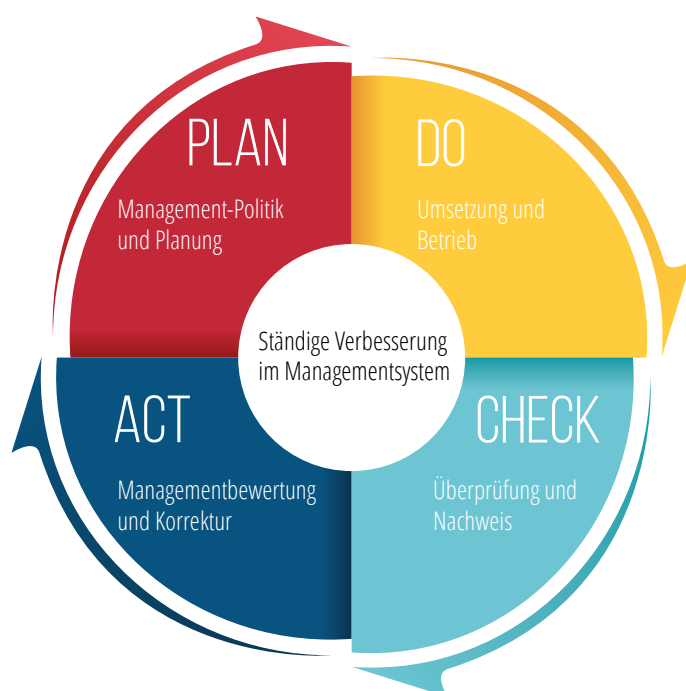 PLAN
Management-Politik
und Planung
DO
Umsetzung und
Betrieb
Ständige Verbesserung
im Managementsystem
ACT
Managementbewertung
und Korrektur
CHECK
Überprüfung und
Nachweis